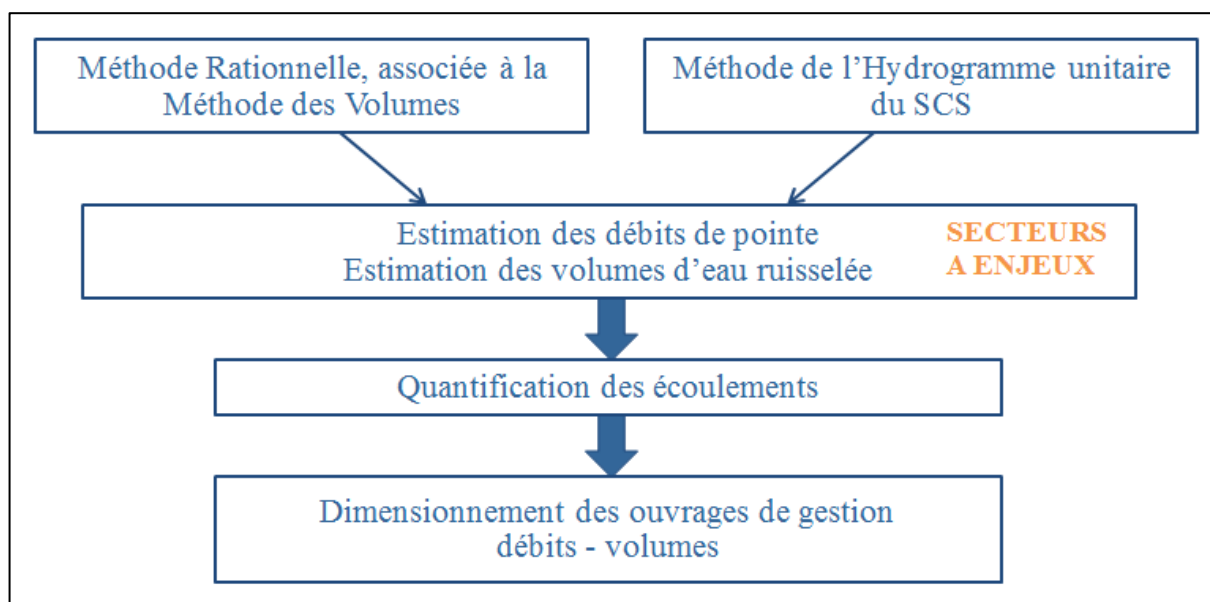 Méthode Rationnelle, associée à la
Méthode des Volumes
Méthode de l'Hydrogramme unitaire
du SCS
Estimation des débits de pointe
Estimation des volumes d'eau ruisselée
SECTEURS
A ENJEUX
Quantification des écoulements
Dimensionnement des ouvrages de gestion
débits - volumes